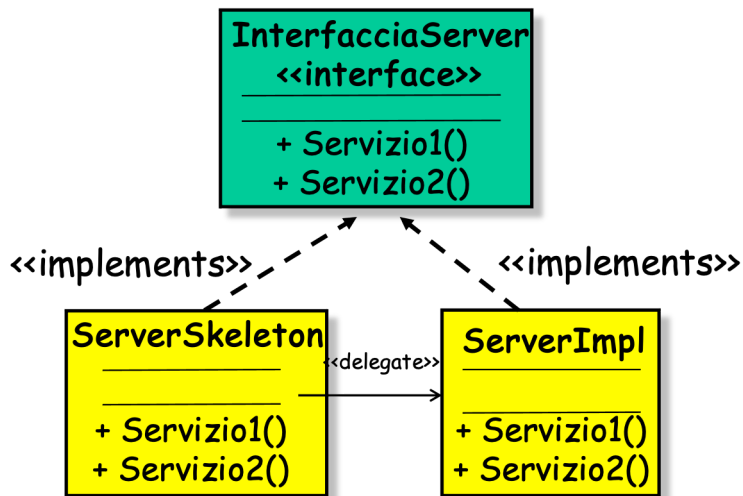 InterfacciaServer
<<interface>>
+ Servizio1()
+ Servizio2()
<<implements>>
<<implements>>
ServerSkeleton
<<delegate>>
ServerImpl
+ Servizio1()
+ Servizio2()
+ Servizio1()
+ Servizio2()